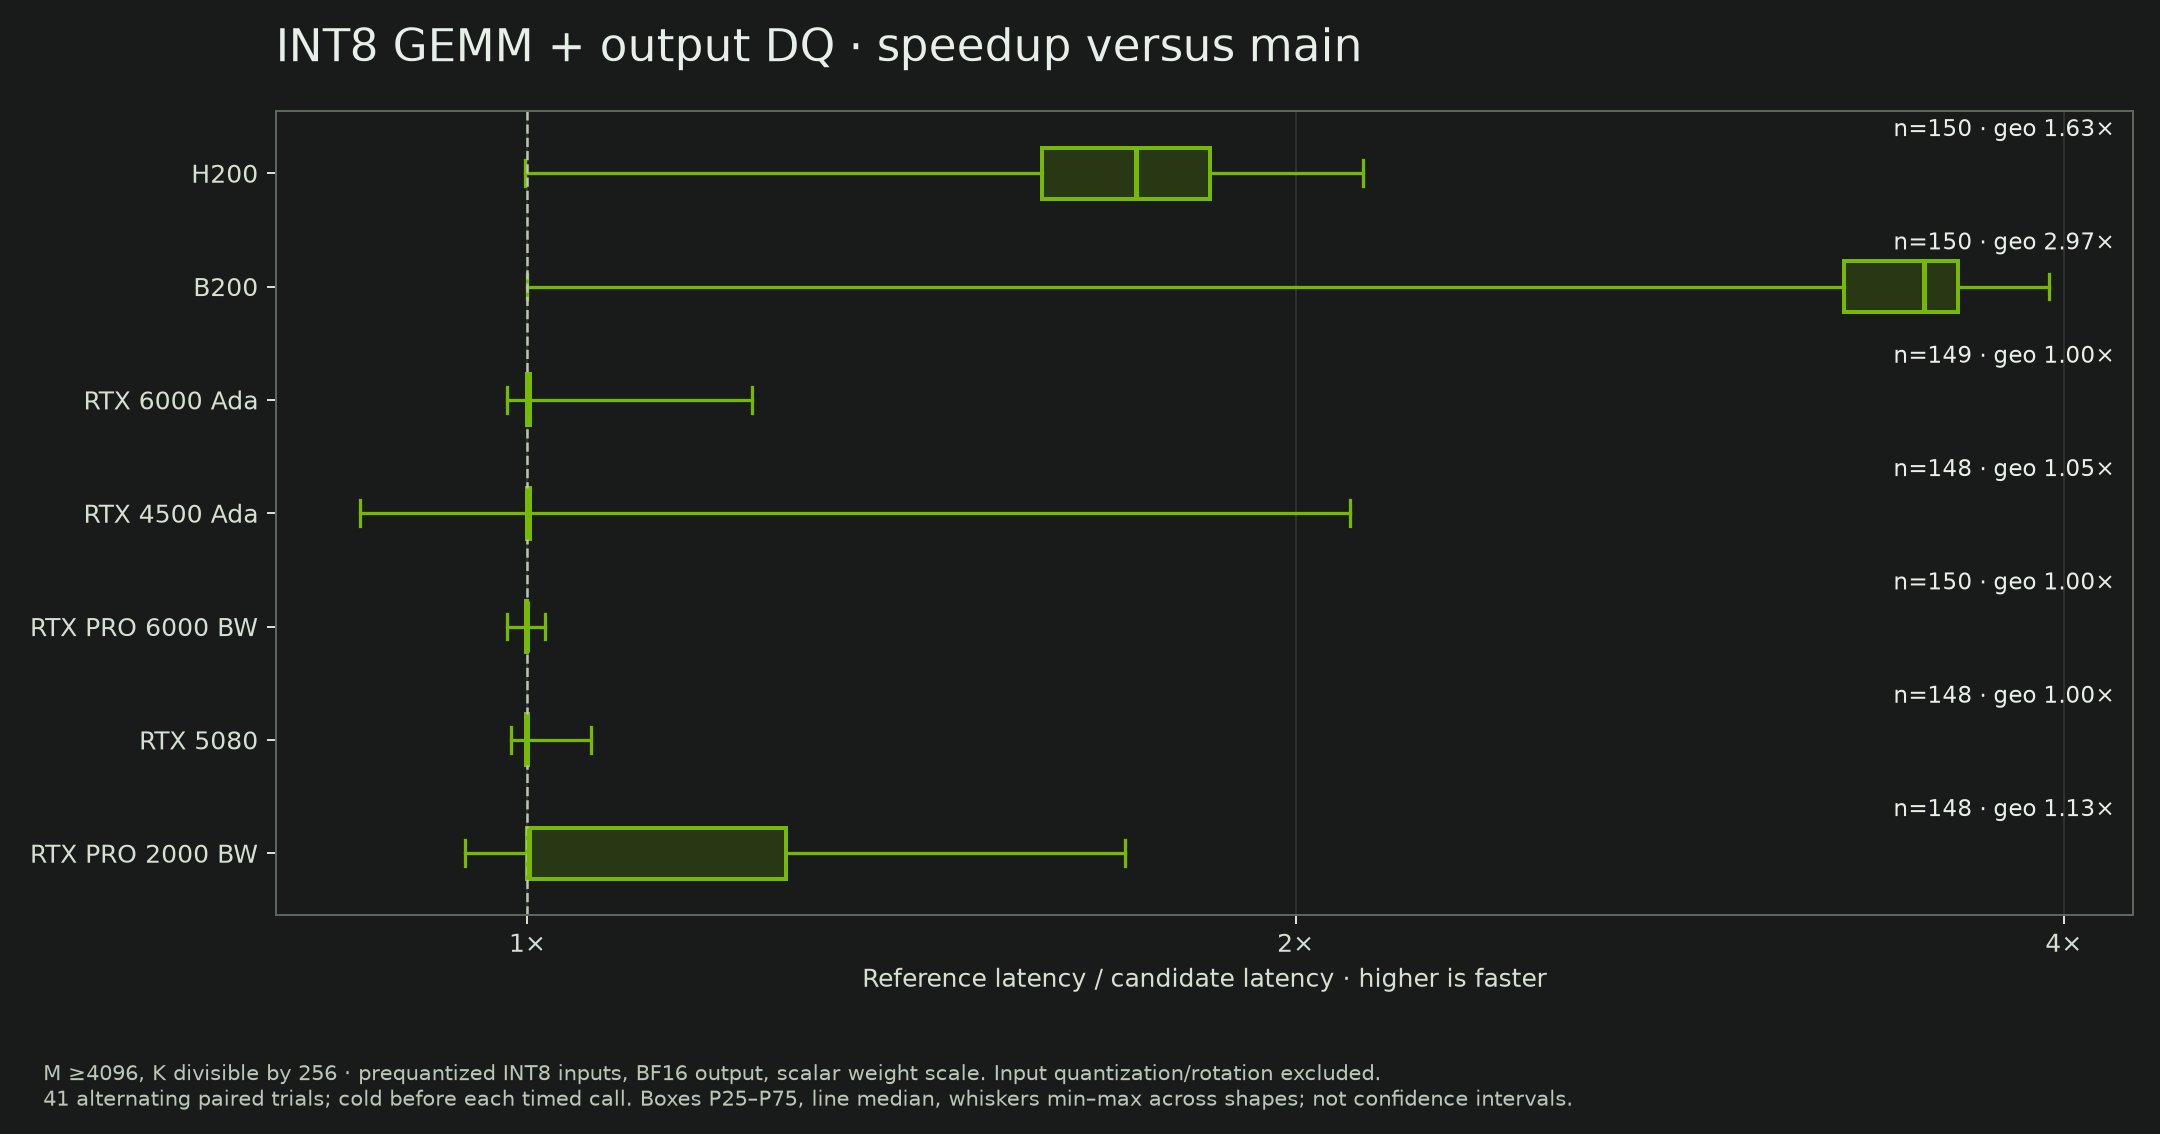 INT8 GEMM + output DQ · speedup versus main
H200
n=150 · geo 1.63×
B200
n=150 · geo 2.97×
RTX 6000 Ada
n=149 · geo 1.00×
RTX 4500 Ada
n=148 · geo 1.05×
RTX PRO 6000 BW
n=150 · geo 1.00×
RTX 5080
n=148 · geo 1.00×
RTX PRO 2000 BW
n=148 · geo 1.13×
1× 2× 4×
Reference latency / candidate latency · higher is faster
M ≥4096, K divisible by 256 · prequantized INT8 inputs, BF16 output, scalar weight scale. Input quantization/rotation excluded.
41 alternating paired trials; cold before each timed call. Boxes P25–P75, line median, whiskers min–max across shapes; not confidence intervals.